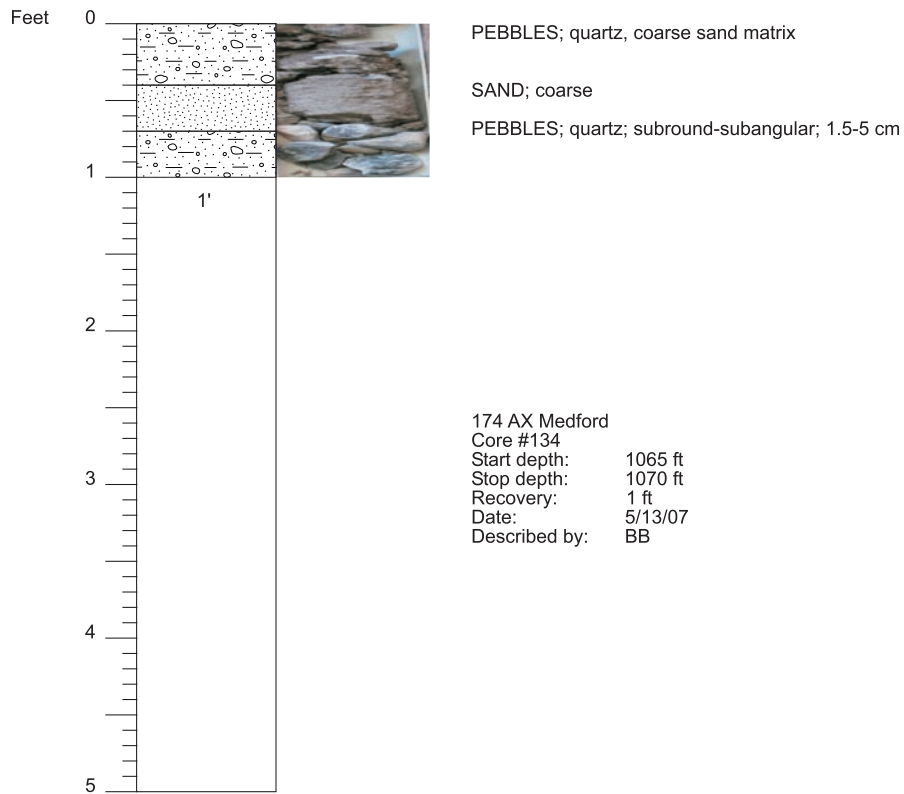 Feet
0
PEBBLES; quartz, coarse sand matrix
SAND; coarse
PEBBLES; quartz; subround-subangular; 1.5-5 cm
1
1'
2
174 AX Medford
Core #134
Start depth: 1065 ft
Stop depth: 1070 ft
3
Recovery: 1 ft
Date: 5/13/07
Described by: BB
4
5